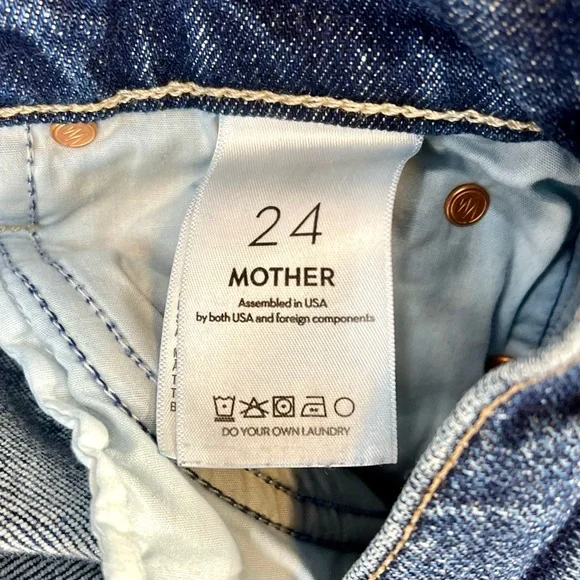 24
MOTHER
Assembled in USA
by both USA and foreign components
DO YOUR OWN LAUNDRY